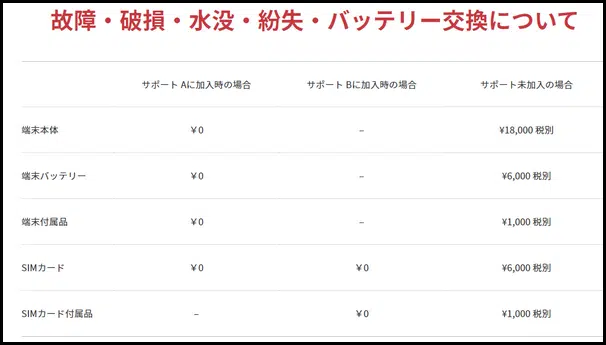 故障・破損・水没・紛失・バッテリー交換について
サポート Aに加入時の場合 サポート Bに加入時の場合 サポート未加入の場合
端末本体 ￥0 – ¥18,000 税別
端末バッテリー ￥0 – ¥6,000 税別
端末付属品 ￥0 – ¥1,000 税別
SIMカード ￥0 ￥0 ¥6,000 税別
SIMカード付属品 – ￥0 ¥1,000 税別